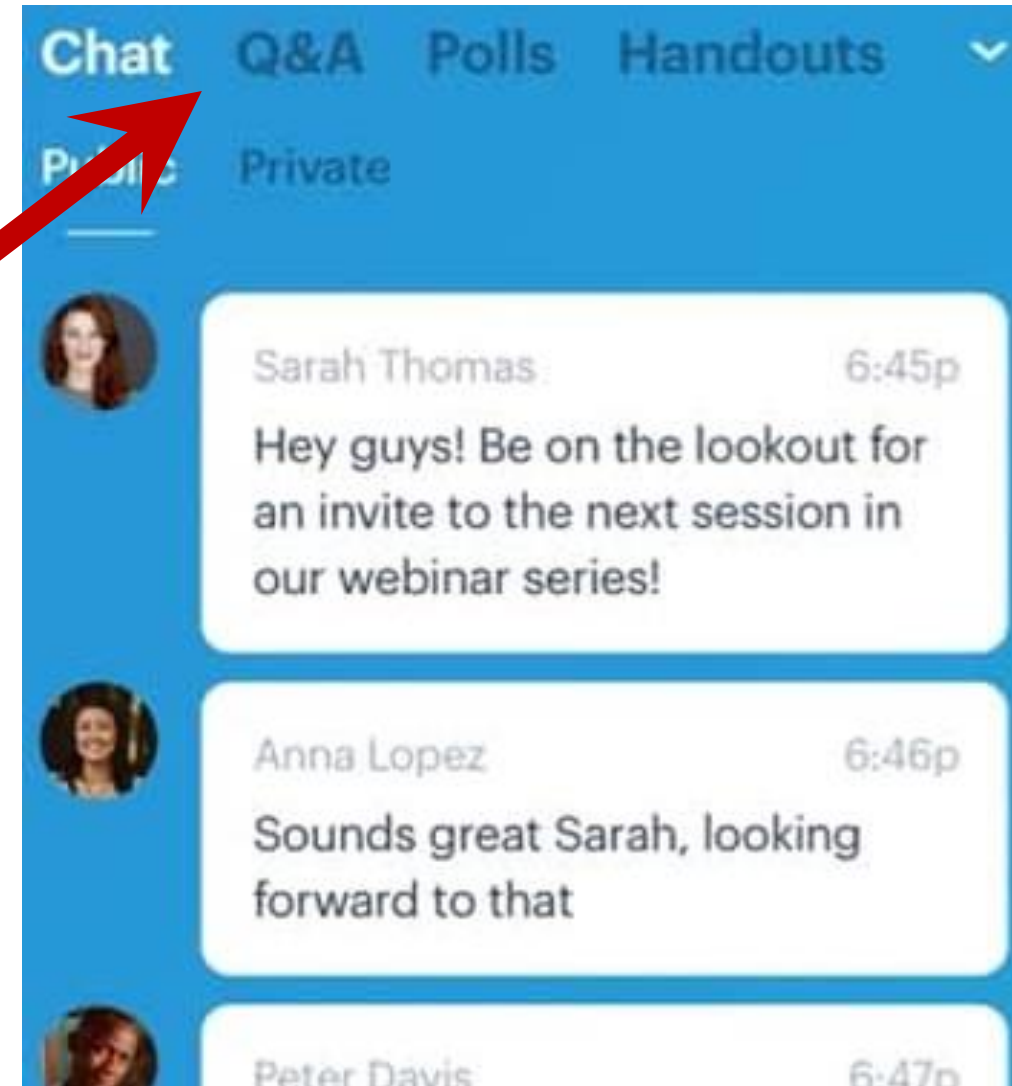 Chat Q&A Polls Handouts
Public Private
Sarah Thomas 6:45p
Hey guys! Be on the lookout for
an invite to the next session in
our webinar series!
Anna Lopez 6:46p
Sounds great Sarah, looking
forward to that
Peter Davis 6:47p